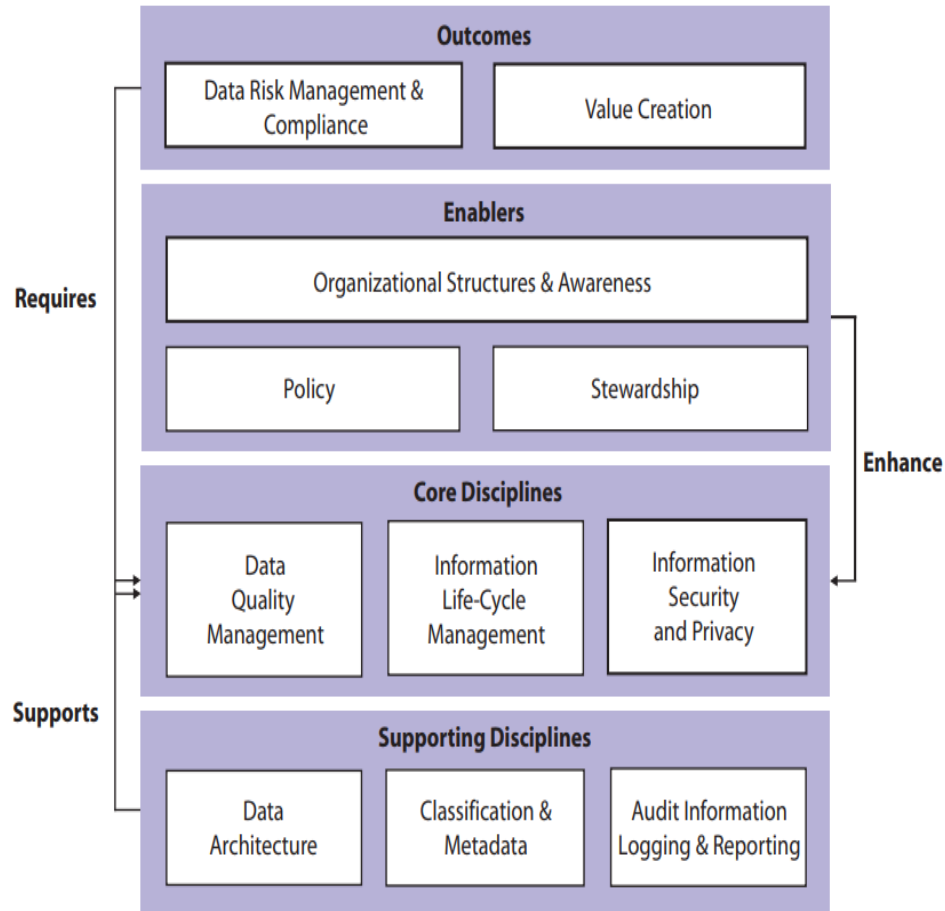 Outcomes
Data Risk Management &
Compliance
Value Creation
Enablers
Organizational Structures & Awareness
Requires
Policy
Stewardship
Enhance
Core Disciplines
Data
Quality
Management
Information
Life-Cycle
Management
Information
Security
and Privacy
Supports
Supporting Disciplines
Data
Architecture
Classification &
Metadata
Audit Information
Logging & Reporting